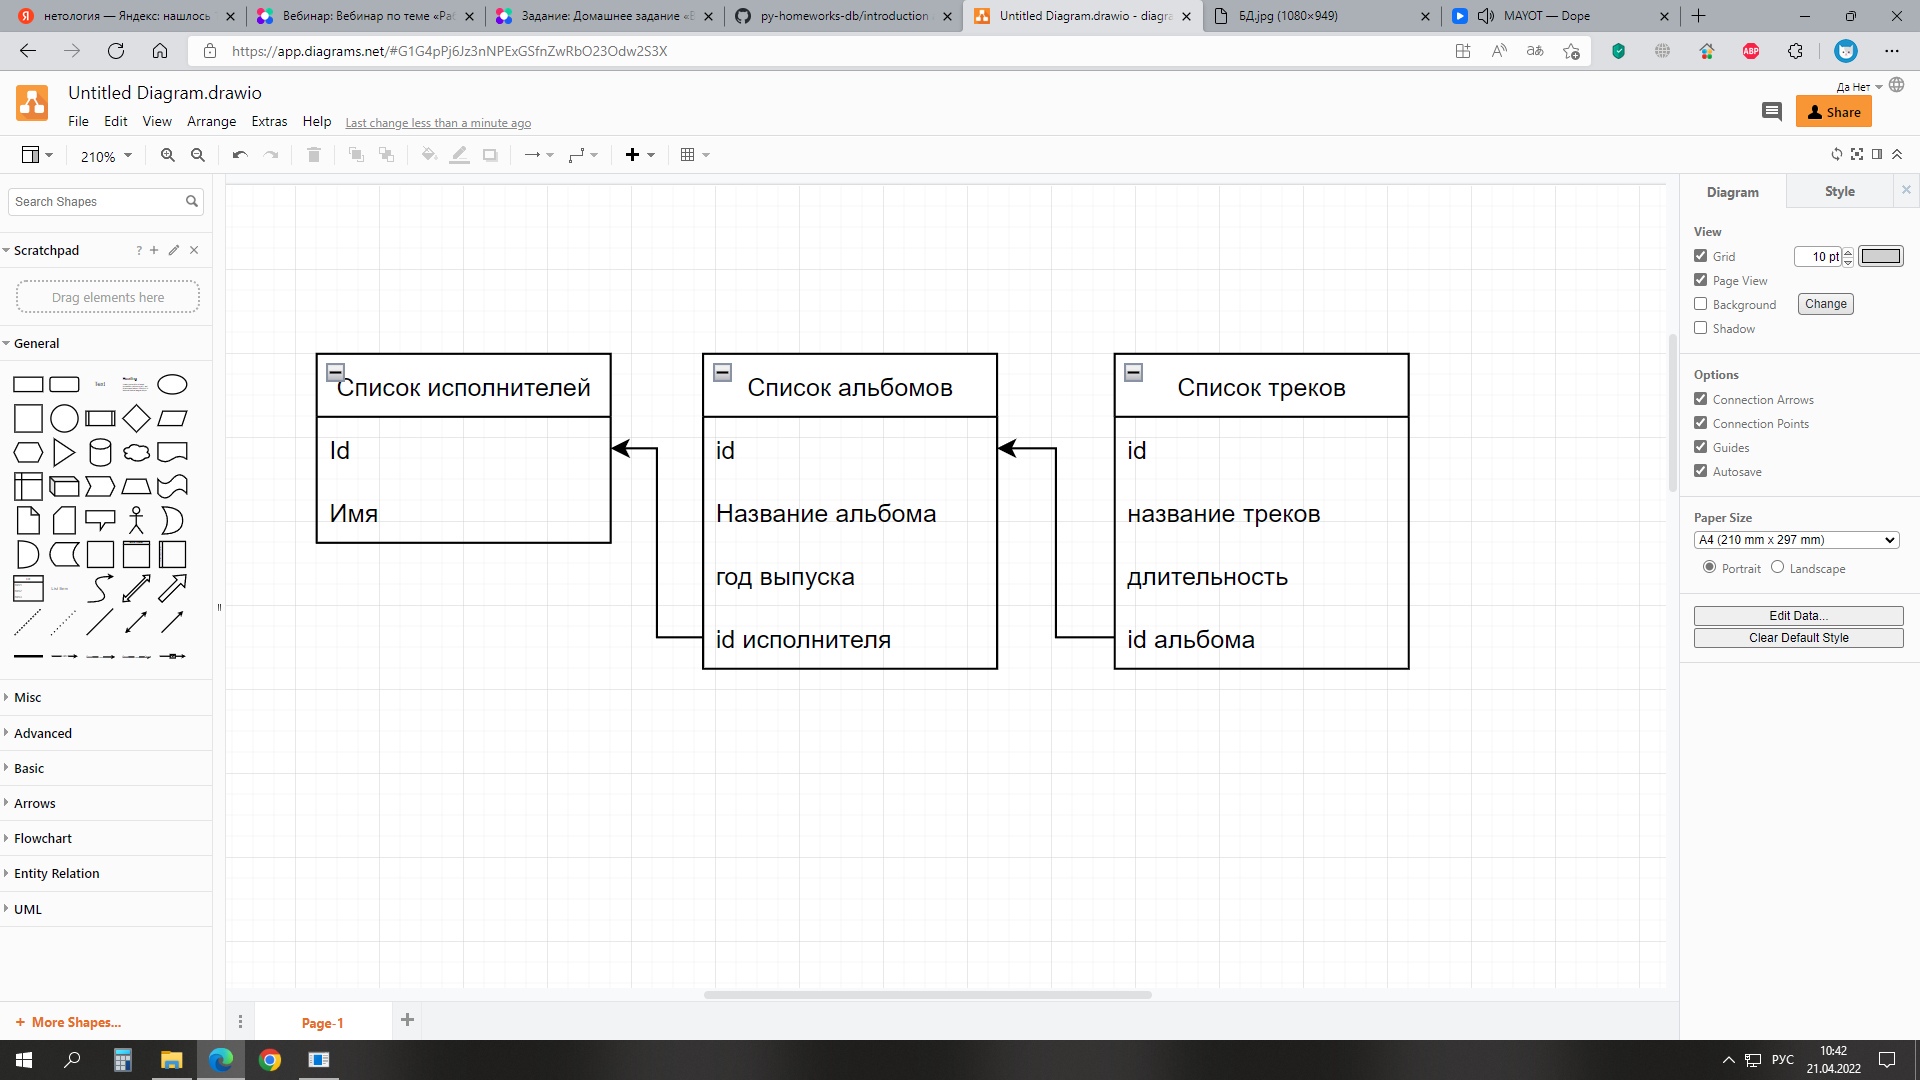 нетология — Яндекс: нашлось
Вебинар: Вебинар по теме «Ра
Задание: Домашнее задание «
py-homeworks-db/introduction
Untitled Diagram.drawio - diagra
БД.jpg (1080×949)
MAYOT — Dope
https://app.diagrams.net/#G1G4pPj6Jz3nNPExGSfnZwRbO23Odw2S3X
ABP
Untitled Diagram.drawio
Да Нет
File Edit View Arrange Extras Help Last change less than a minute ago
Share
210%
Search Shapes
Diagram Style
Scratchpad
Drag elements here
General
Text
Misc
Advanced
Basic
Arrows
Flowchart
Entity Relation
UML
+ More Shapes...
Список исполнителей
Id
Имя
Список альбомов
id
Название альбома
год выпуска
id исполнителя
Список треков
id
название треков
длительность
id альбома
View
Grid 10 pt
Page View
Background Change
Shadow
Options
Connection Arrows
Connection Points
Guides
Autosave
Paper Size
A4 (210 mm x 297 mm)
Portrait Landscape
Edit Data...
Clear Default Style
Page-1
РУС
10:42
21.04.2022